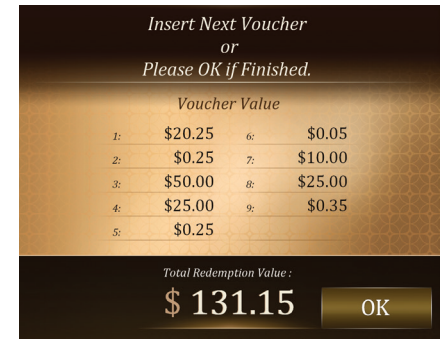 Insert Next Voucher
or
Please OK if Finished.
Voucher Value
1: $20.25 6: $0.05
2: $0.25 7: $10.00
3: $50.00 8: $25.00
4: $25.00 9: $0.35
5: $0.25
Total Redemption Value :
$ 131.15
OK